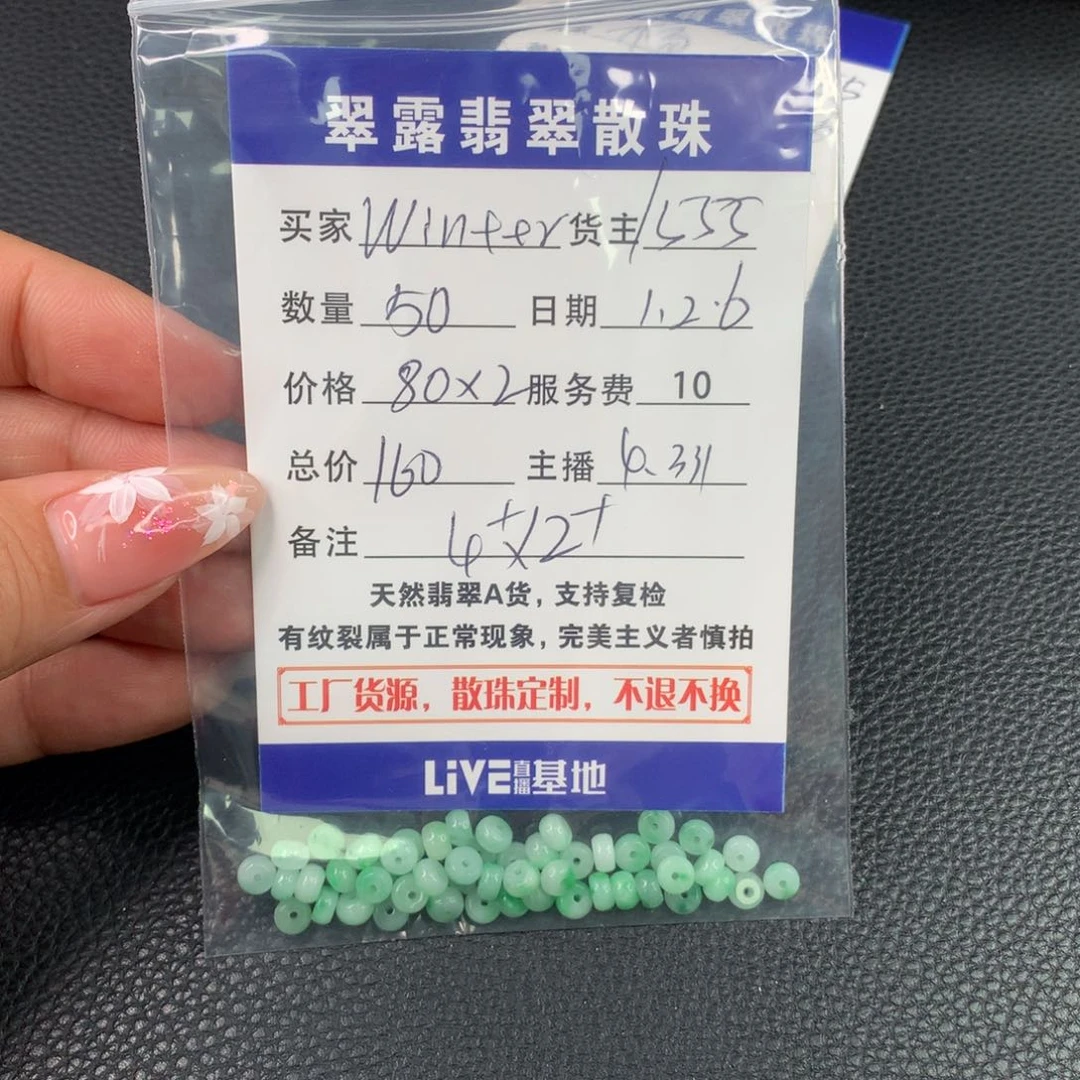 翠露翡翠散珠
买家 Winter 货主 1555
数量 50 日期 1.26
价格 80×2 服务费 10
总价 160 主播
备注 4+×2+
天然翡翠A货，支持复检
有纹裂属于正常现象，完美主义者慎拍
工厂货源，散珠定制，不退不换
LiVE直播基地